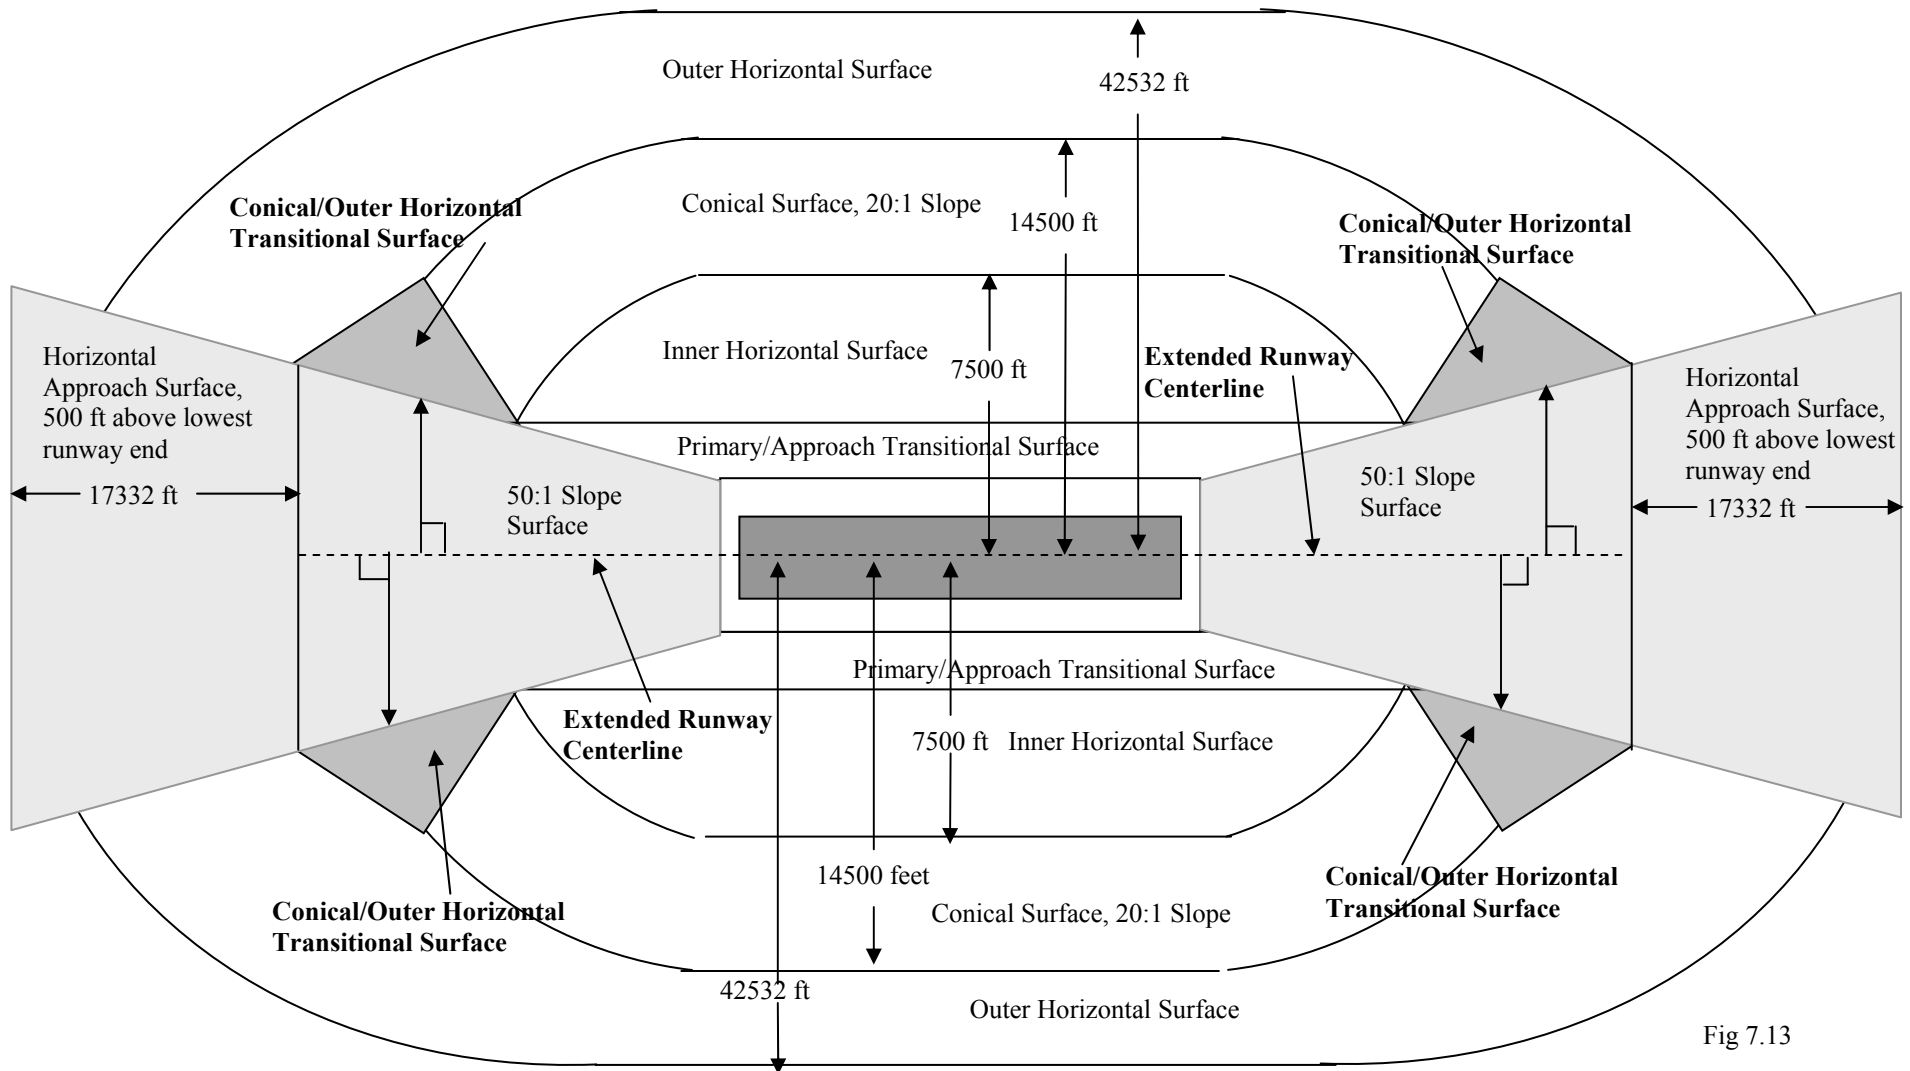 Outer Horizontal Surface
42532 ft
Conical/Outer Horizontal
Transitional Surface
Conical Surface, 20:1 Slope
14500 ft
Conical/Outer Horizontal
Transitional Surface
Horizontal
Approach Surface,
500 ft above lowest
runway end
17332 ft
Inner Horizontal Surface
7500 ft
Extended Runway
Centerline
Horizontal
Approach Surface,
500 ft above lowest
runway end
17332 ft
Primary/Approach Transitional Surface
50:1 Slope
Surface
50:1 Slope
Surface
Primary/Approach Transitional Surface
Extended Runway
Centerline
7500 ft
Inner Horizontal Surface
14500 feet
Conical/Outer Horizontal
Transitional Surface
Conical Surface, 20:1 Slope
Conical/Outer Horizontal
Transitional Surface
42532 ft
Outer Horizontal Surface
Fig 7.13